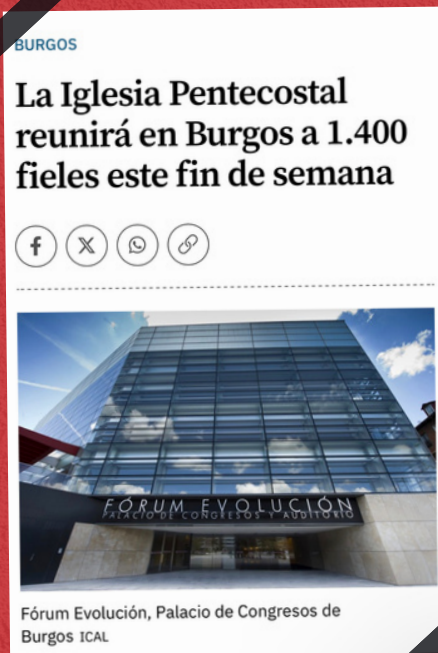 BURGOS
La Iglesia Pentecostal
reunirá en Burgos a 1.400
fieles este fin de semana
FÓRUM EVOLUCIÓN
PALACIO DE CONGRESOS Y AUDITORIO
Fórum Evolución, Palacio de Congresos de
Burgos ICAL